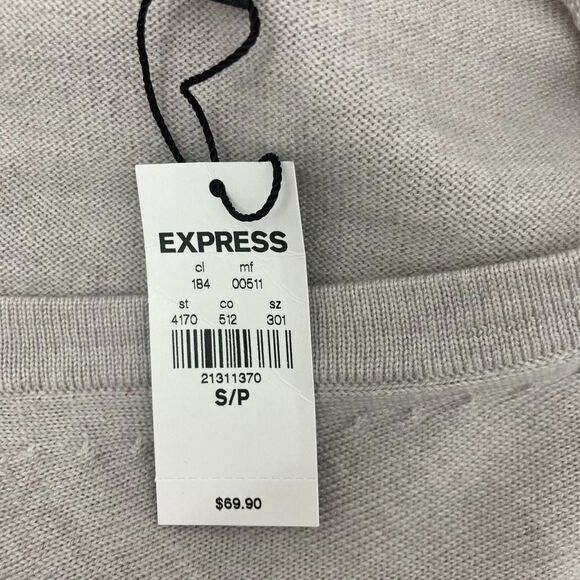 EXPRESS
cl mf
184 00511
st co sz
4170 512 301
21311370
S/P
$69.90